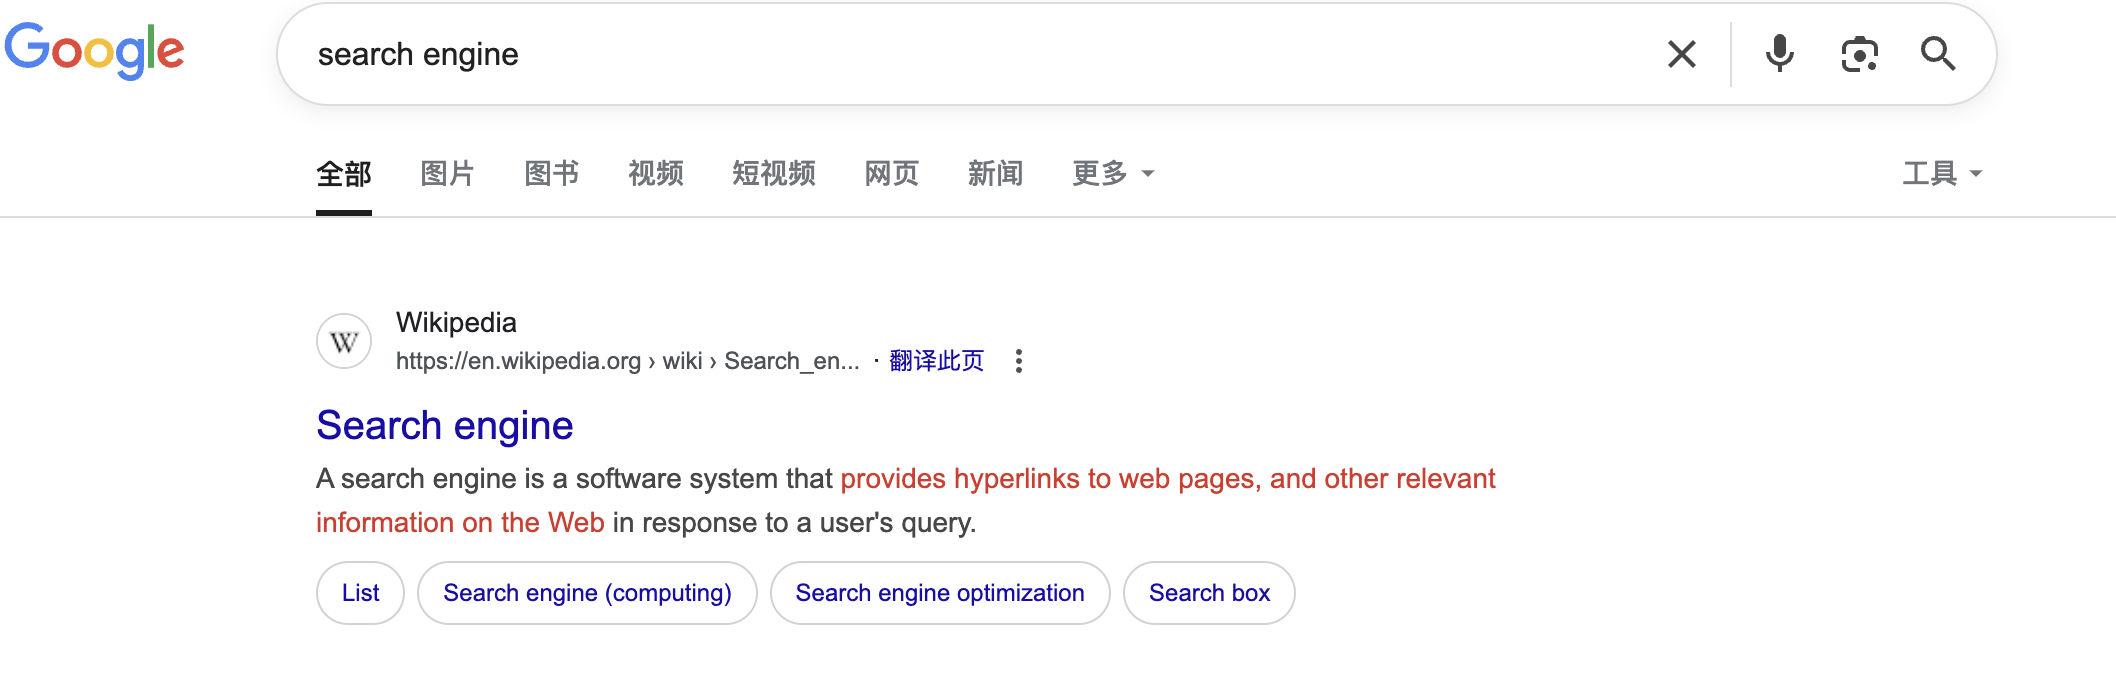 Google
search engine
全部 图片 图书 视频 短视频 网页 新闻 更多 工具
W
Wikipedia
https://en.wikipedia.org › wiki › Search_en... · 翻译此页
Search engine
A search engine is a software system that provides hyperlinks to web pages, and other relevant
information on the Web in response to a user's query.
List Search engine (computing) Search engine optimization Search box